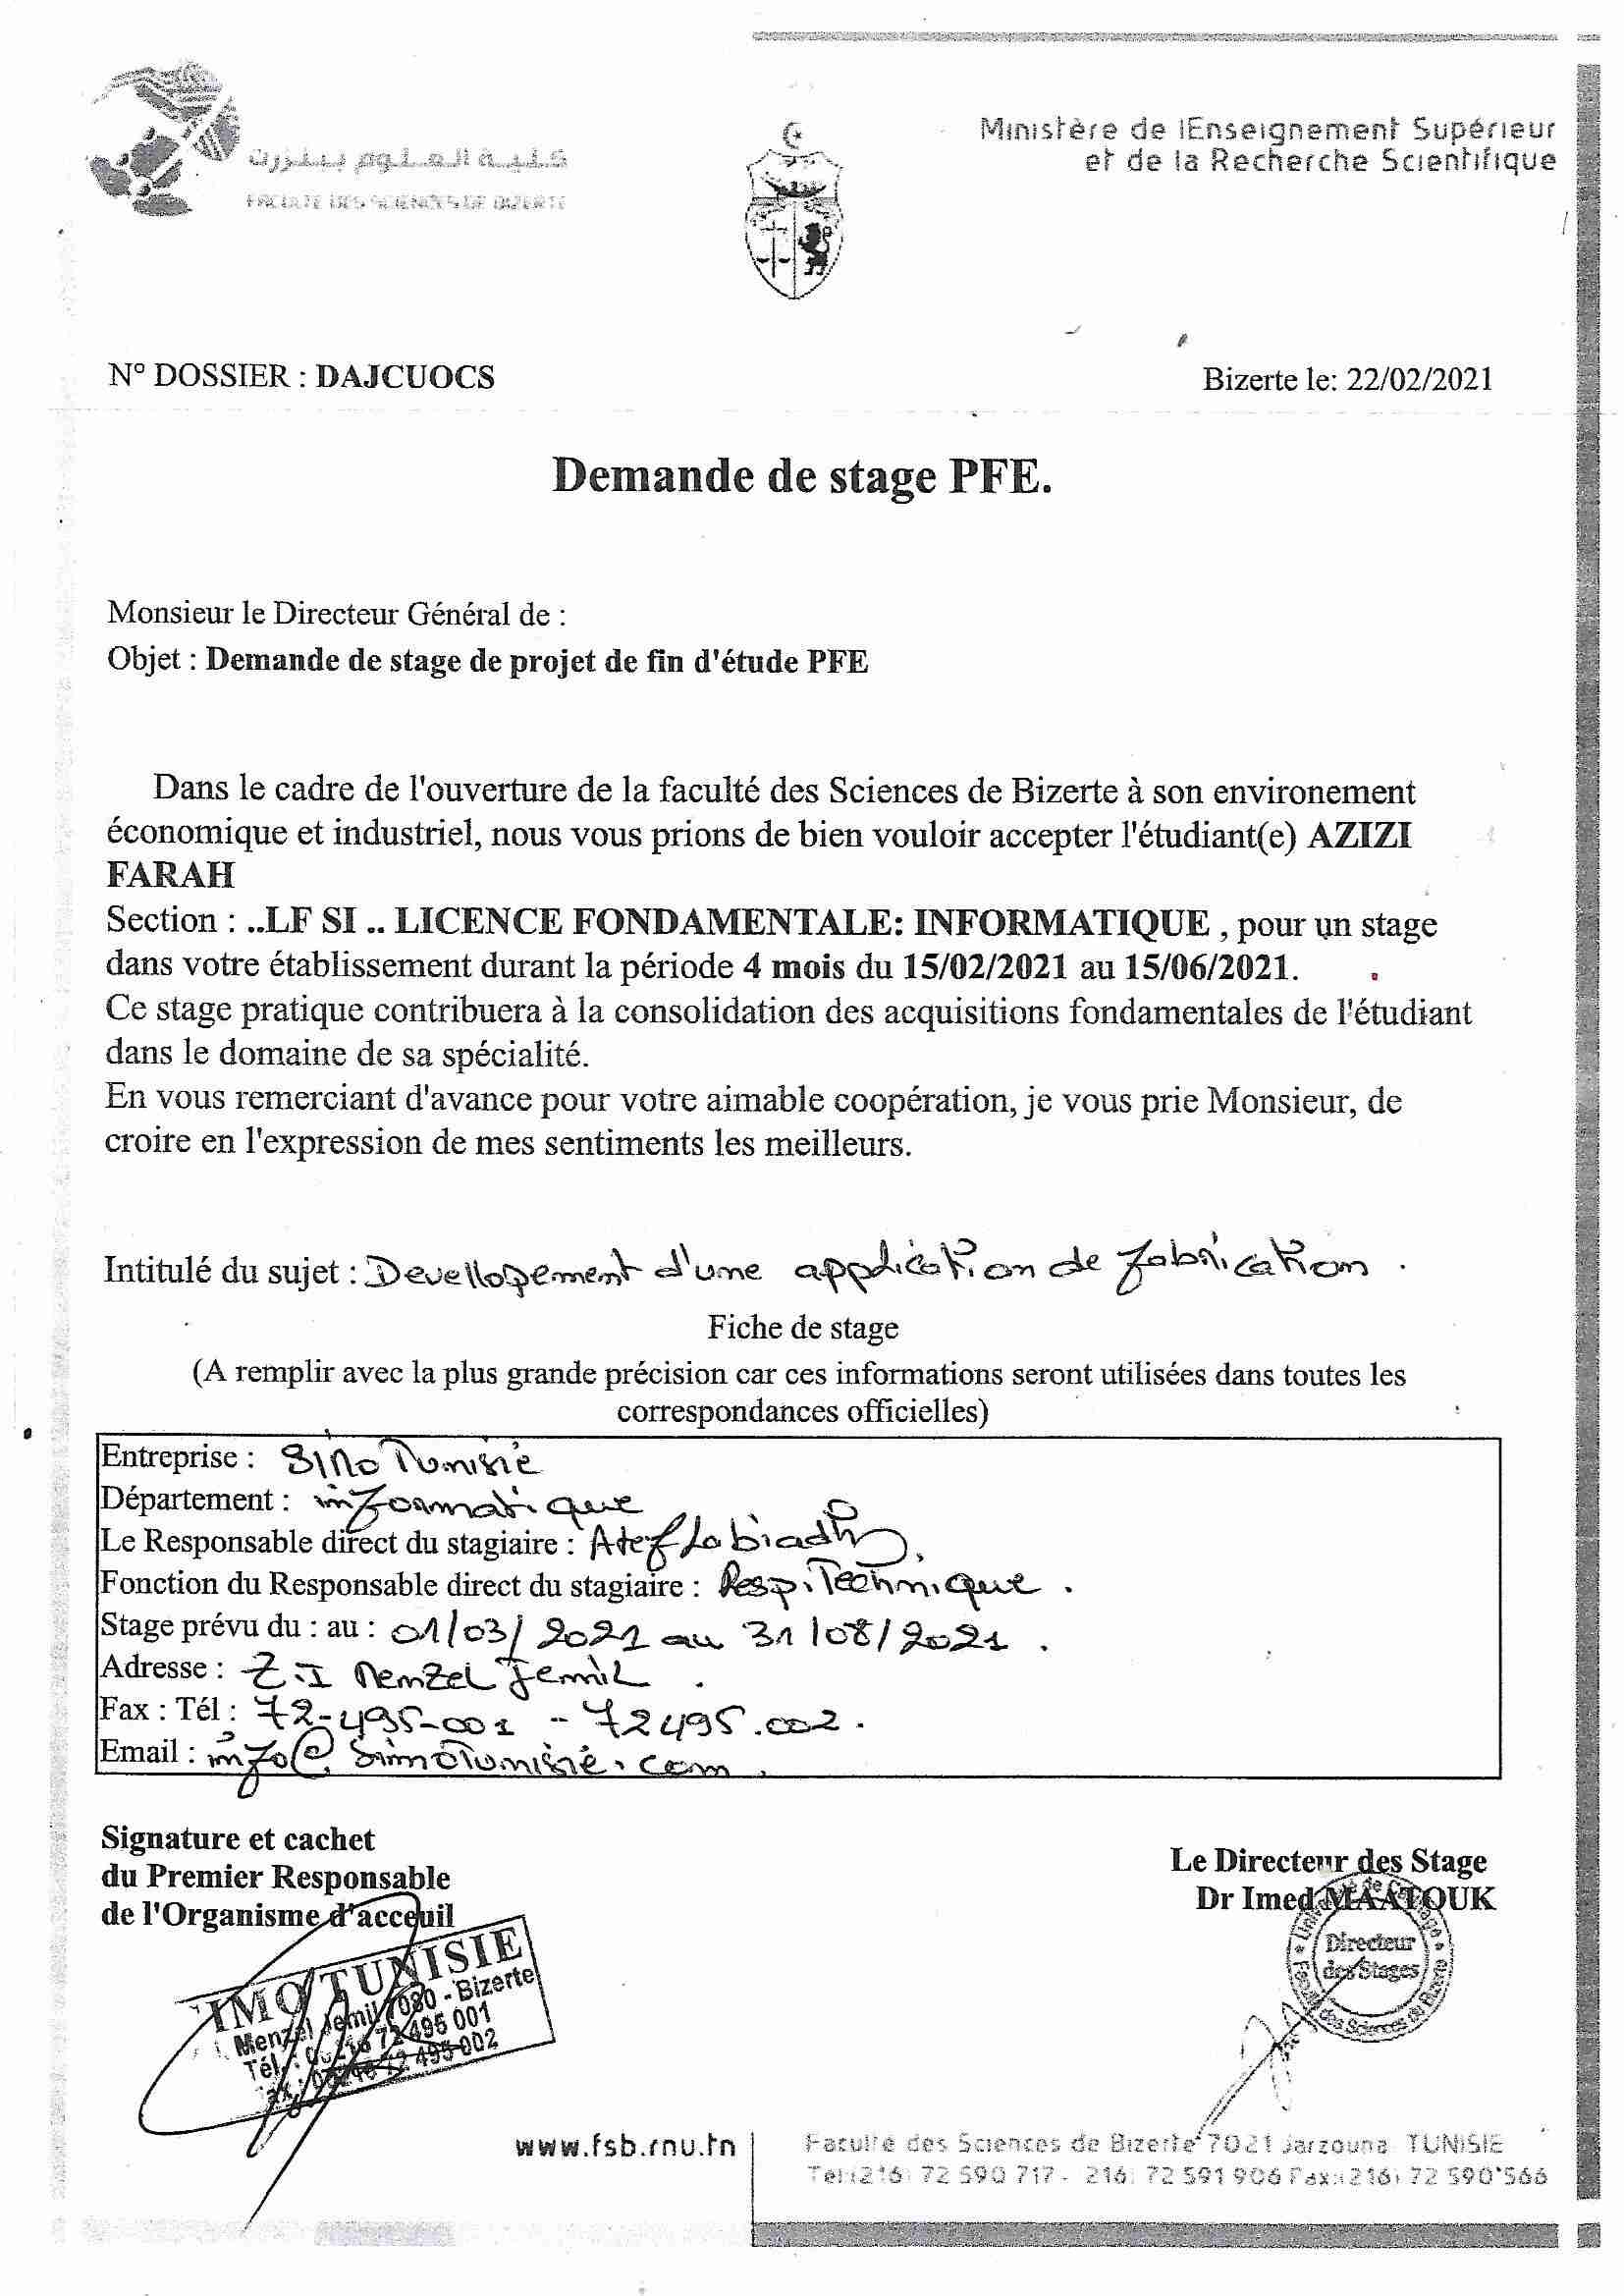 كلية العلوم ببنزرت
FACULTE DES SCIENCES DE BIZERTE
Ministère de lEnseignement Supérieur
et de la Recherche Scientifique
N° DOSSIER : DAJCUOCS
Bizerte le: 22/02/2021
Demande de stage PFE.
Monsieur le Directeur Général de :
Objet : Demande de stage de projet de fin d'étude PFE
Dans le cadre de l'ouverture de la faculté des Sciences de Bizerte à son environement
économique et industriel, nous vous prions de bien vouloir accepter l'étudiant(e) AZIZI
FARAH
Section : ..LF SI .. LICENCE FONDAMENTALE: INFORMATIQUE , pour un stage
dans votre établissement durant la période 4 mois du 15/02/2021 au 15/06/2021.
Ce stage pratique contribuera à la consolidation des acquisitions fondamentales de l'étudiant
dans le domaine de sa spécialité.
En vous remerciant d'avance pour votre aimable coopération, je vous prie Monsieur, de
croire en l'expression de mes sentiments les meilleurs.
Intitulé du sujet : Devellopement d'une application de fabrication .
Fiche de stage
(A remplir avec la plus grande précision car ces informations seront utilisées dans toutes les
correspondances officielles)
Entreprise : SIMO Tunisie
Département : informatique
Le Responsable direct du stagiaire : Atef Labiadh.
Fonction du Responsable direct du stagiaire : Resp. Technique .
Stage prévu du : au : 01/03/2021 au 31/08/2021 .
Adresse : Z.I Menzel Jemil .
Fax : Tél : 72-495-001 - 72495.002 .
Email : info@simotunisie.com .
Signature et cachet
du Premier Responsable
de l'Organisme d'acceuil
Le Directeur des Stage
Dr Imed MAATOUK
IMO TUNISIE
Menzel Jemil 7080 - Bizerte
Tél. : 00216 72 495 001
Fax : 00216 72 495 002
Université de Carthage
Directeur
des Stages
Faculté des Sciences de Bizerte
www.fsb.rnu.tn
Faculté des Sciences de Bizerte 7021 Jarzouna TUNISIE
Tel:(216) 72 590 717 - 216) 72 591 906 Fax:(216) 72 590 566